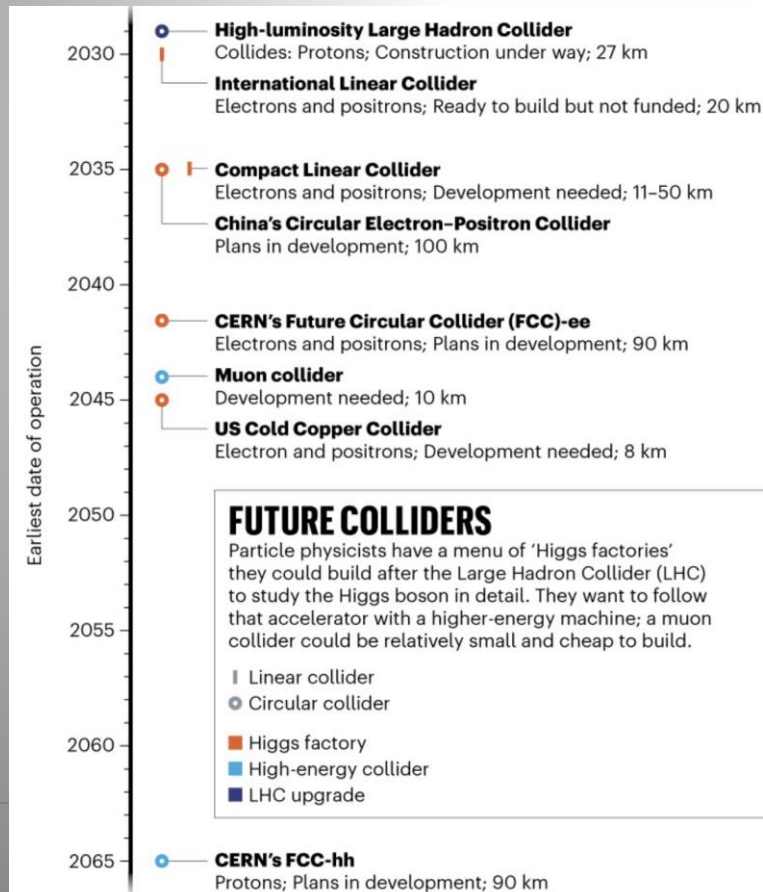 High-luminosity Large Hadron Collider
2030
Collides: Protons; Construction under way; 27 km
International Linear Collider
Electrons and positrons; Ready to build but not funded; 20 km
2035
Compact Linear Collider
Electrons and positrons; Development needed; 11–50 km
China's Circular Electron–Positron Collider
Plans in development; 100 km
2040
CERN's Future Circular Collider (FCC)-ee
Electrons and positrons; Plans in development; 90 km
Muon collider
2045
Development needed; 10 km
US Cold Copper Collider
Electron and positrons; Development needed; 8 km
Earliest date of operation
2050
FUTURE COLLIDERS
Particle physicists have a menu of 'Higgs factories'
they could build after the Large Hadron Collider (LHC)
to study the Higgs boson in detail. They want to follow
that accelerator with a higher-energy machine; a muon
2055
collider could be relatively small and cheap to build.
Linear collider
Circular collider
2060
Higgs factory
High-energy collider
LHC upgrade
2065
CERN's FCC-hh
Protons; Plans in development; 90 km